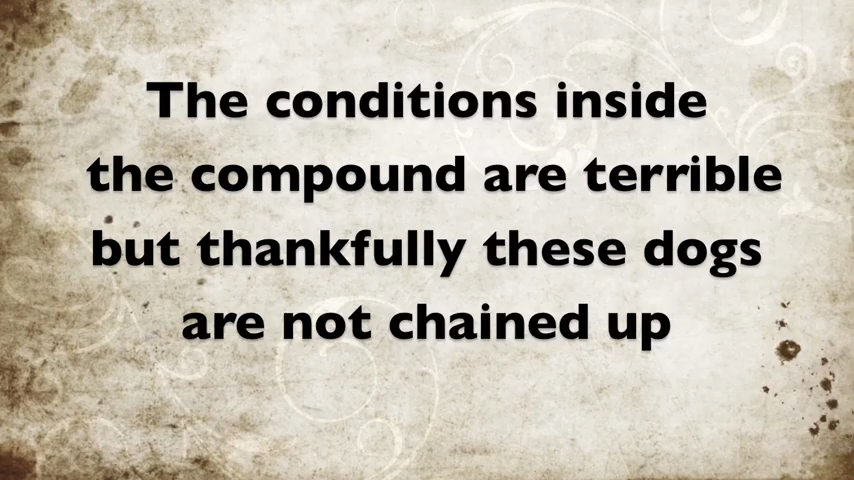 The conditions inside
the compound are terrible
but thankfully these dogs
are not chained up